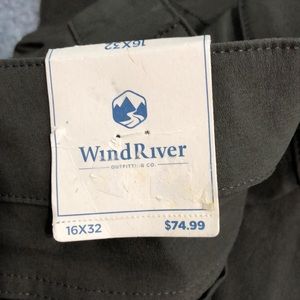 16X32
WindRiver
OUTFITTING CO.
16X32 $74.99